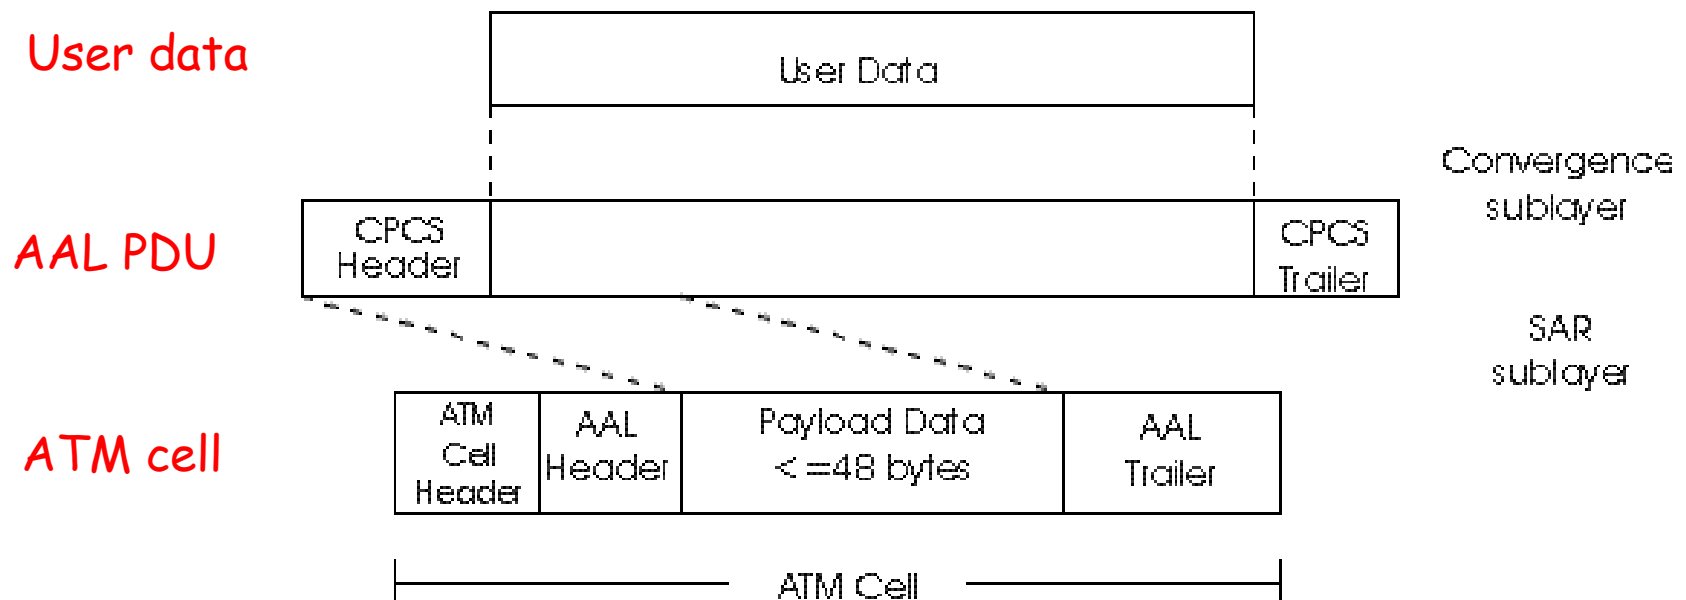 User data
User Data
Convergence
sublayer
AAL PDU
CPCS
Header
CPCS
Trailer
SAR
sublayer
ATM cell
ATM
Cell
Header
AAL
Header
Payload Data
<=48 bytes
AAL
Trailer
ATM Cell